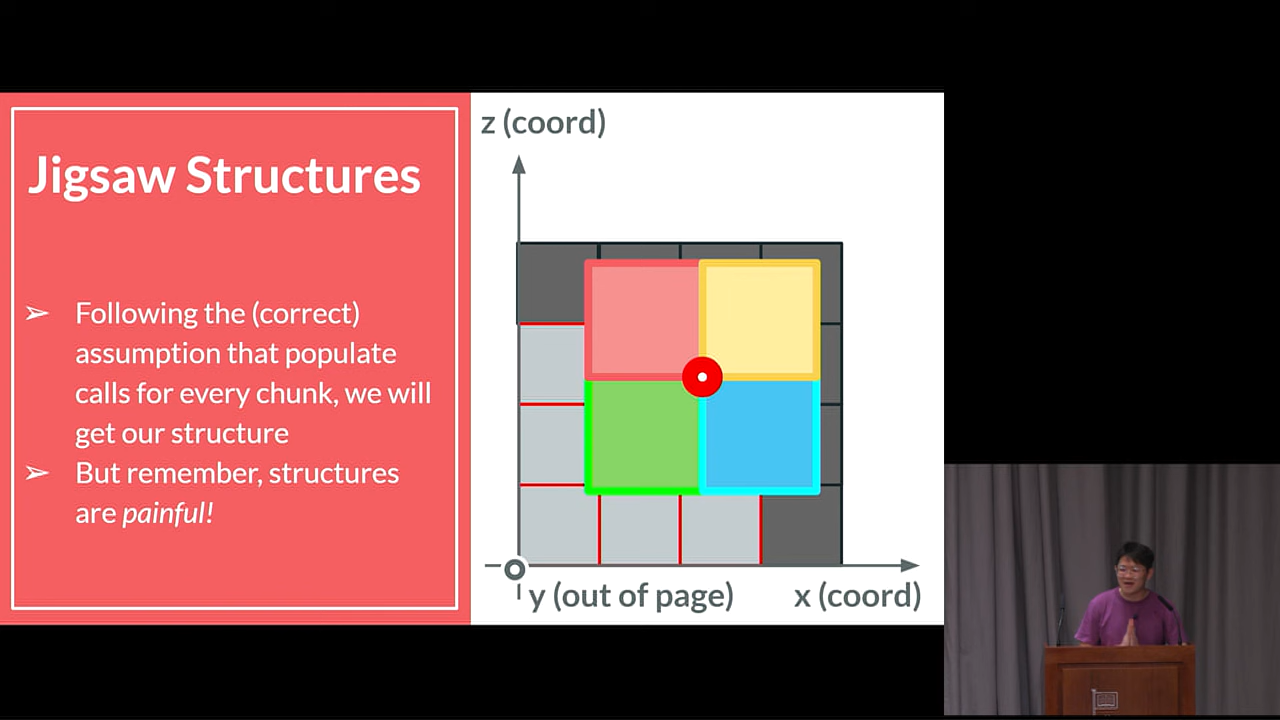 Jigsaw Structures
➢ Following the (correct)
assumption that populate
calls for every chunk, we will
get our structure
➢ But remember, structures
are painful!
z (coord)
y (out of page)
x (coord)